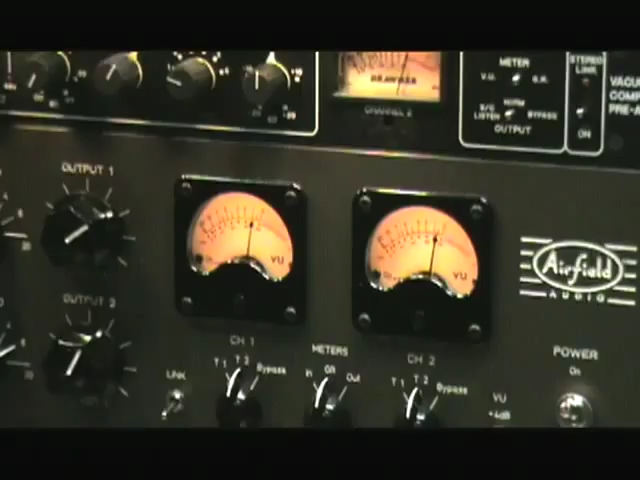 DRAWMER
CHANNEL 2
METER
V.U. G.R.
S/C LISTEN NORM BYPASS
OUTPUT
STEREO LINK
ON
VACU
COMP
PRE-A
OUTPUT 1
VU
VU
Airfield
AUDIO
OUTPUT 2
CH 1
T 1 T 2 Bypass
METERS
In GR Out
CH 2
T 1 T 2 Bypass
LINK
VU
+4dB
POWER
On